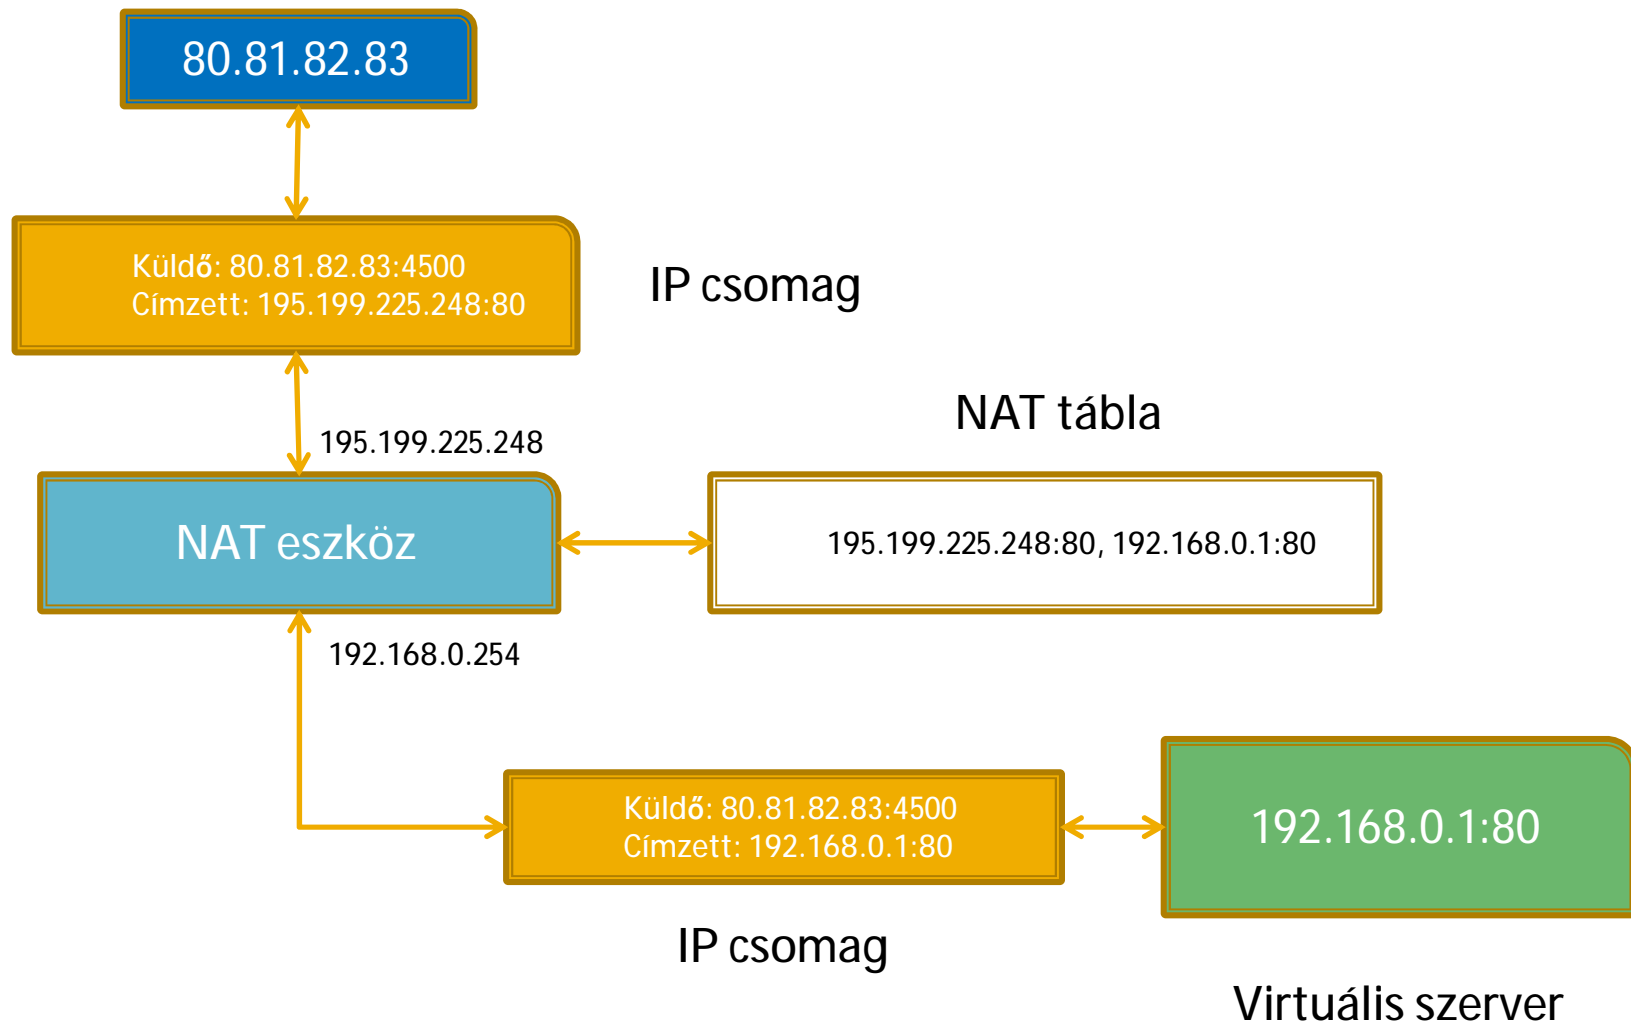 80.81.82.83
Küldő: 80.81.82.83:4500
Címzett: 195.199.225.248:80
IP csomag
NAT tábla
195.199.225.248
NAT eszköz
195.199.225.248:80, 192.168.0.1:80
192.168.0.254
Küldő: 80.81.82.83:4500
Címzett: 192.168.0.1:80
192.168.0.1:80
IP csomag
Virtuális szerver